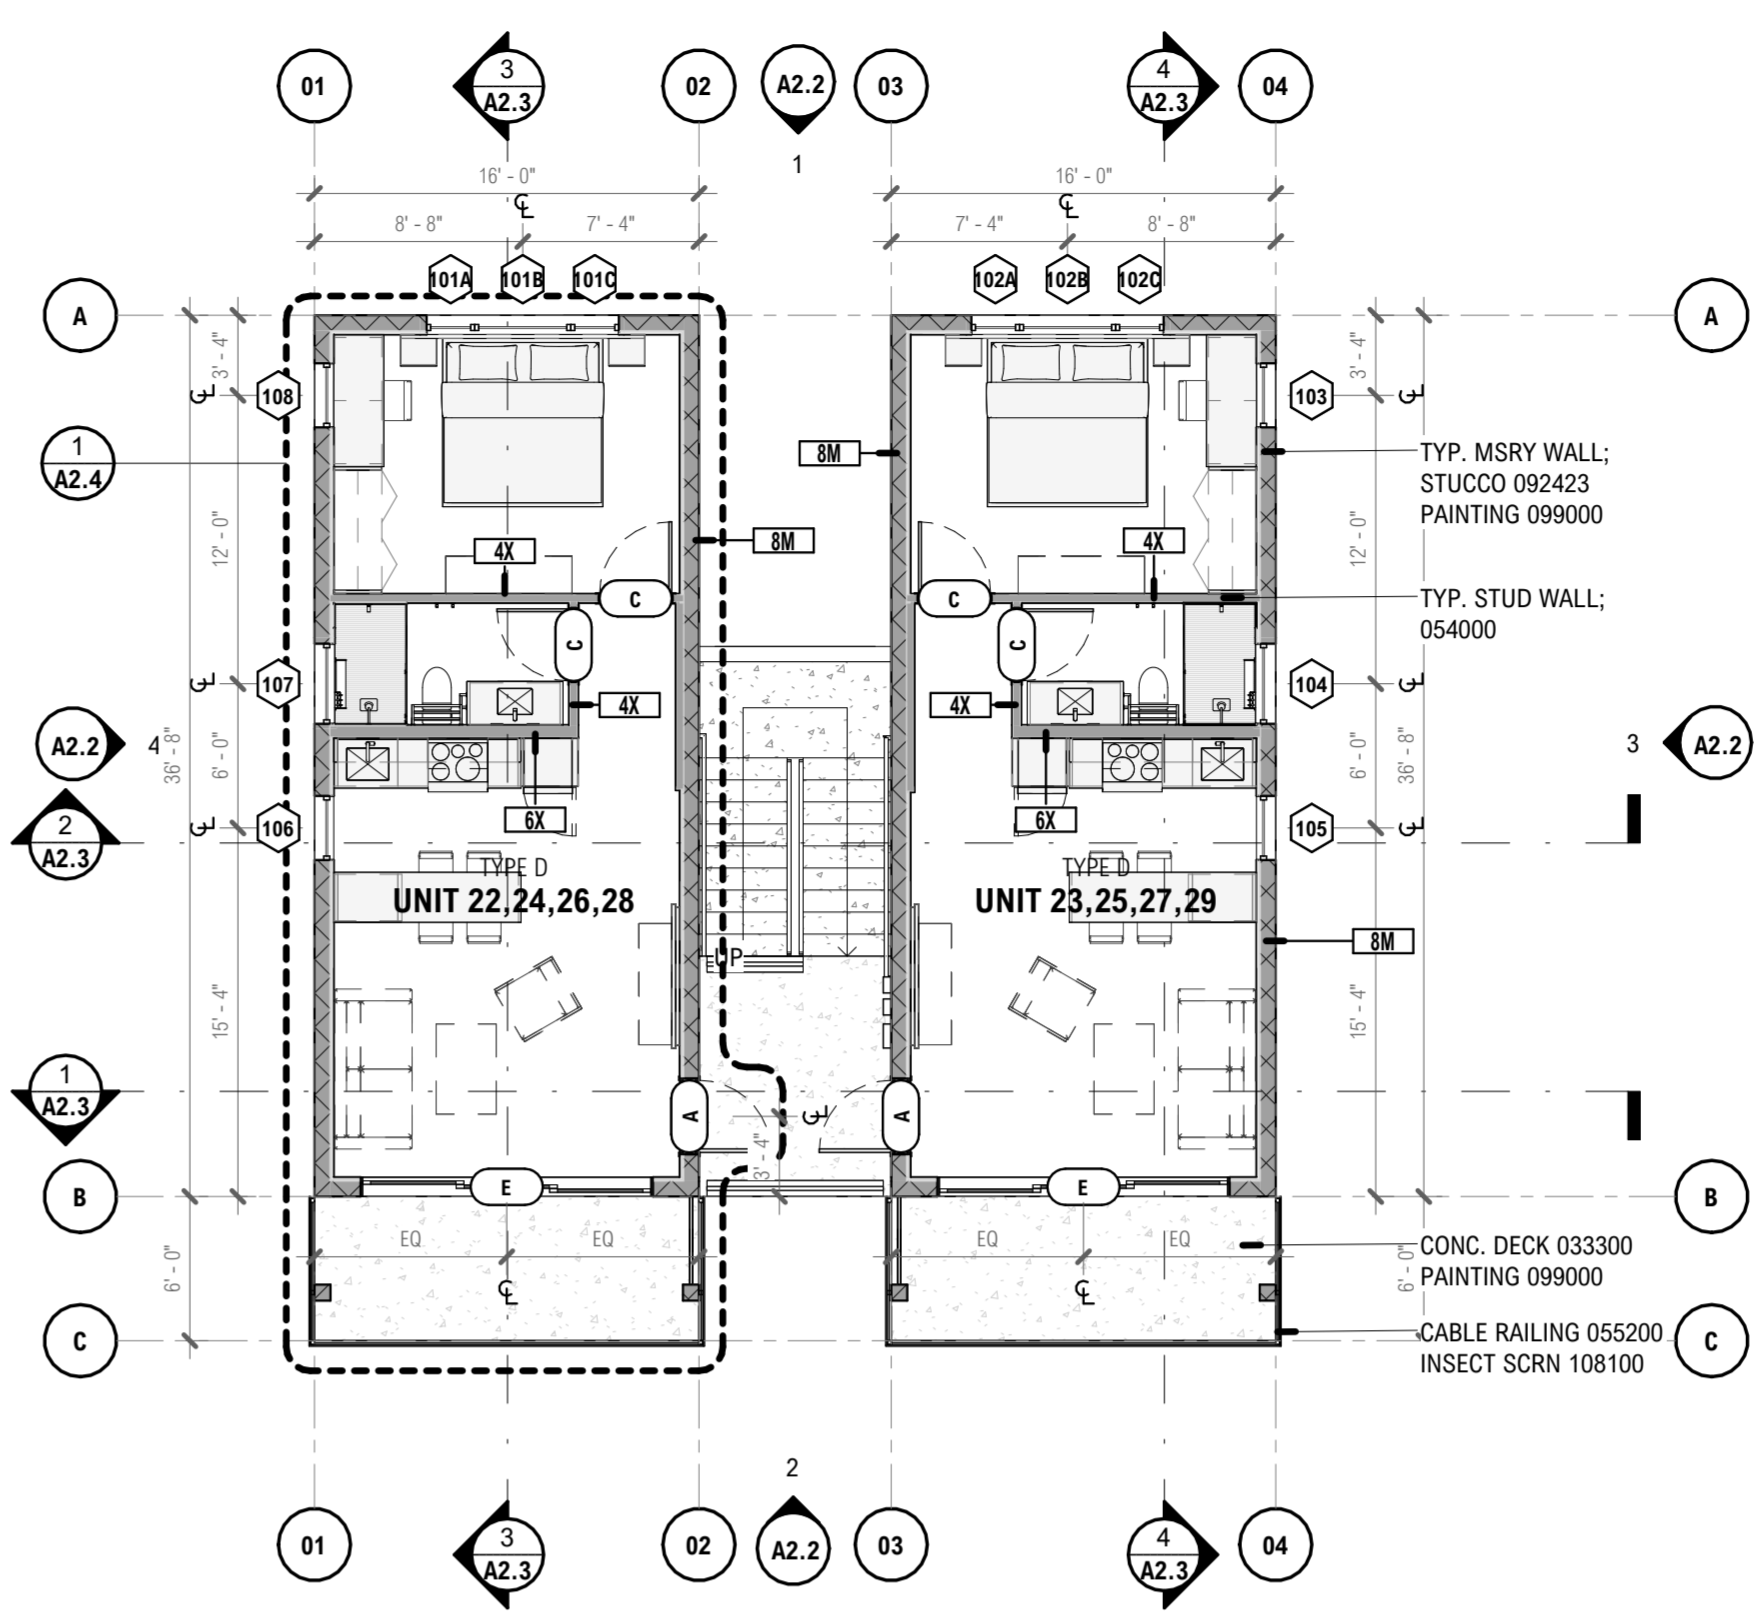 01
3
A2.3
02
A2.2
1
03
4
A2.3
04
16' - 0"
16' - 0"
8' - 8"
7' - 4"
7' - 4"
8' - 8"
101A
101B
101C
102A
102B
102C
A
A
3' - 4"
3' - 4"
108
103
1
A2.4
8M
TYP. MSRY WALL;
STUCCO 092423
PAINTING 099000
12' - 0"
8M
12' - 0"
4X
4X
C
C
TYP. STUD WALL;
054000
C
C
107
104
4X
4X
A2.2
4
36' - 8"
6' - 0"
6' - 0"
36' - 8"
3
A2.2
106
6X
6X
105
2
A2.3
TYPE D
UNIT 22,24,26,28
TYPE D
UNIT 23,25,27,29
8M
UP
15' - 4"
15' - 4"
1
A2.3
A
A
3' - 4"
B
E
E
B
EQ
EQ
EQ
EQ
6' - 0"
6' - 0"
CONC. DECK 033300
PAINTING 099000
C
CABLE RAILING 055200
INSECT SCRN 108100
C
2
01
3
A2.3
02
A2.2
03
4
A2.3
04